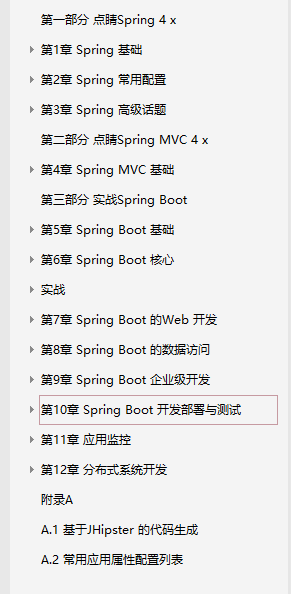 第一部分 点睛Spring 4 x
第1章 Spring 基础
第2章 Spring 常用配置
第3章 Spring 高级话题
第二部分 点睛Spring MVC 4 x
第4章 Spring MVC 基础
第三部分 实战Spring Boot
第5章 Spring Boot 基础
第6章 Spring Boot 核心
实战
第7章 Spring Boot 的Web 开发
第8章 Spring Boot 的数据访问
第9章 Spring Boot 企业级开发
第10章 Spring Boot 开发部署与测试
第11章 应用监控
第12章 分布式系统开发
附录A
A.1 基于JHipster 的代码生成
A.2 常用应用属性配置列表